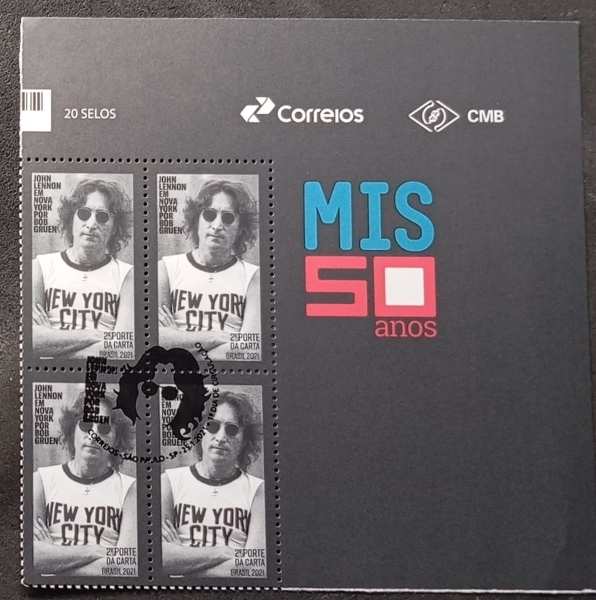 20 SELOS
Correios
CMB
MIS
50
anos
JOHN
LENNON
EM
NOVA
YORK
POR
BOB
GRUEN
NEW YORK
CITY
2º PORTE
DA CARTA
BRASIL 2021
JOHN
LENNON
EM
NOVA
YORK
POR
BOB
GRUEN
NEW YORK
CITY
2º PORTE
DA CARTA
BRASIL 2021
JOHN
LENNON
EM
NOVA
YORK
POR
BOB
GRUEN
NEW YORK
CITY
2º PORTE
DA CARTA
BRASIL 2021
YORK
POR
BOB
GRUEN
NEW YORK
CITY
2º PORTE
DA CARTA
BRASIL 2021
CORREIOS - SÃO PAULO - SP